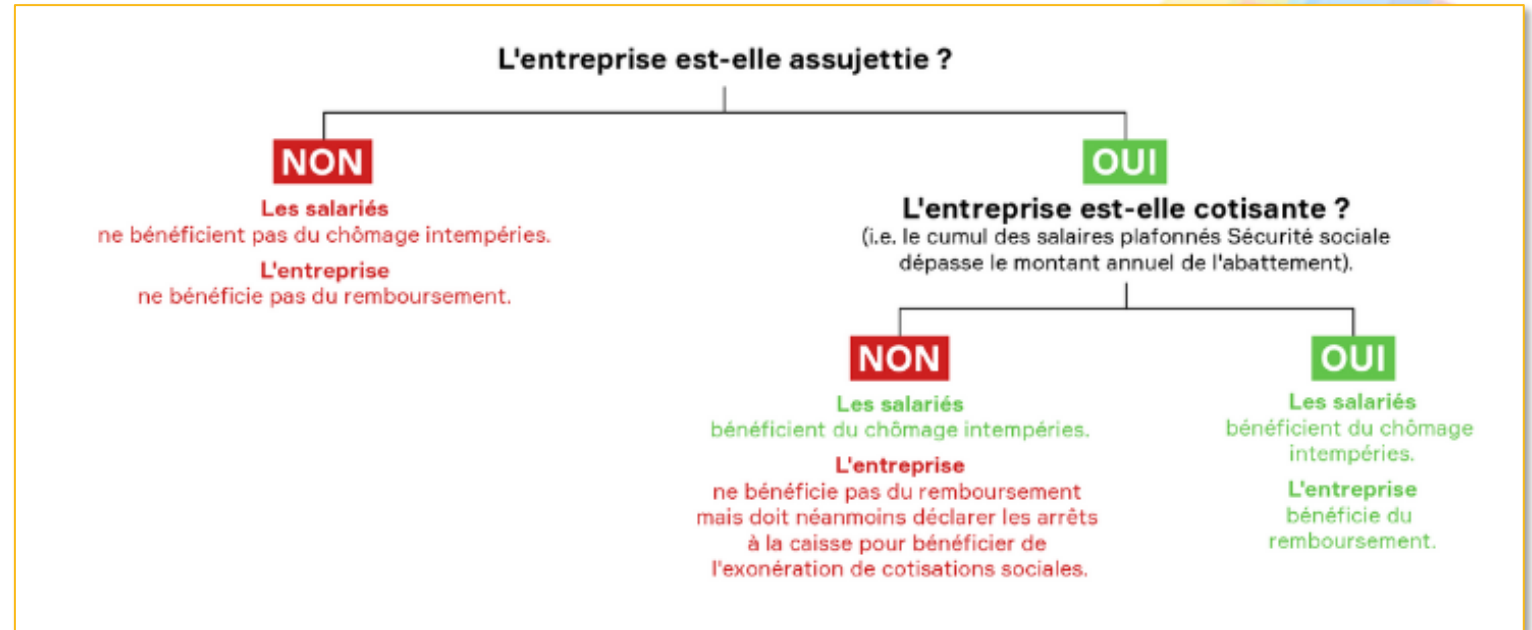 L'entreprise est-elle assujettie ?
NON
Les salariés
ne bénéficient pas du chômage intempéries.
L'entreprise
ne bénéficie pas du remboursement.
OUI
L'entreprise est-elle cotisante ?
(i.e. le cumul des salaires plafonnés Sécurité sociale
dépasse le montant annuel de l'abattement).
NON
Les salariés
bénéficient du chômage intempéries.
L'entreprise
ne bénéficie pas du remboursement
mais doit néanmoins déclarer les arrêts
à la caisse pour bénéficier de
l'exonération de cotisations sociales.
OUI
Les salariés
bénéficient du chômage
intempéries.
L'entreprise
bénéficie du
remboursement.